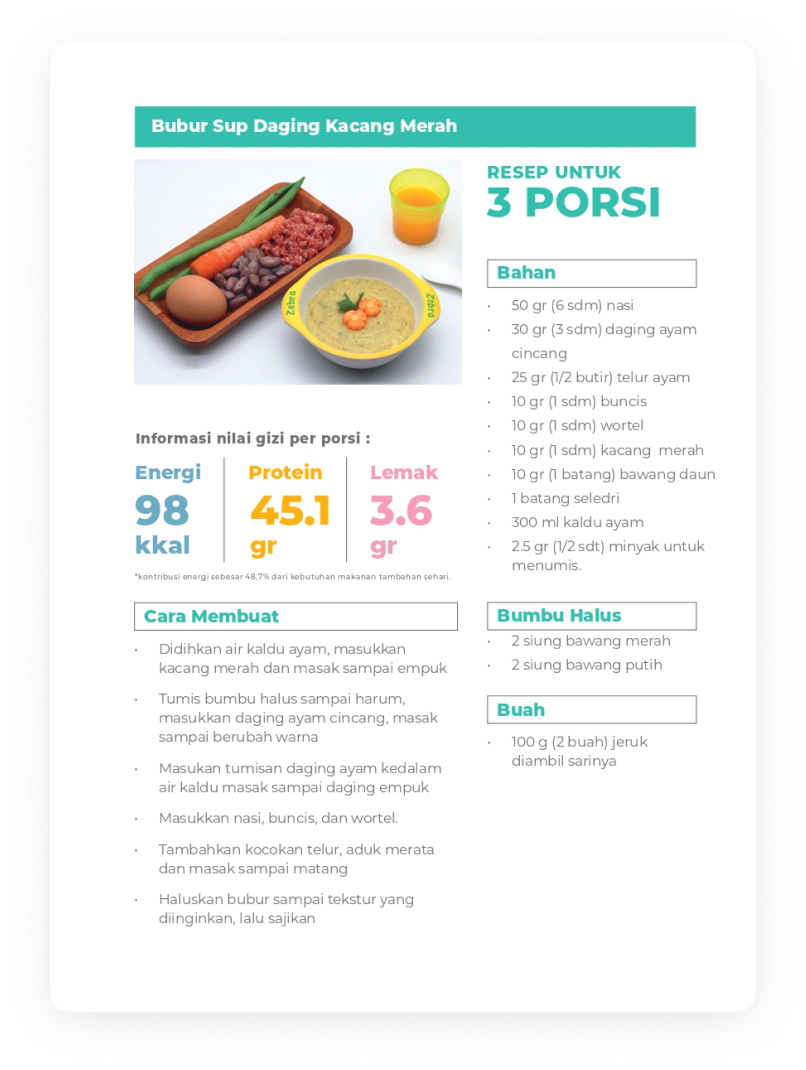 Bubur Sup Daging Kacang Merah
Zebra
Zebra
RESEP UNTUK
3 PORSI
Bahan
• 50 gr (6 sdm) nasi
• 30 gr (3 sdm) daging ayam
cincang
• 25 gr (1/2 butir) telur ayam
• 10 gr (1 sdm) buncis
• 10 gr (1 sdm) wortel
• 10 gr (1 sdm) kacang merah
• 10 gr (1 batang) bawang daun
• 1 batang seledri
• 300 ml kaldu ayam
• 2.5 gr (1/2 sdt) minyak untuk
menumis.
Informasi nilai gizi per porsi :
Energi
98
kkal
Protein
45.1
gr
Lemak
3.6
gr
*kontribusi energi sebesar 48,7% dari kebutuhan makanan tambahan sehari.
Cara Membuat
• Didihkan air kaldu ayam, masukkan
kacang merah dan masak sampai empuk
• Tumis bumbu halus sampai harum,
masukkan daging ayam cincang, masak
sampai berubah warna
• Masukan tumisan daging ayam kedalam
air kaldu masak sampai daging empuk
• Masukkan nasi, buncis, dan wortel.
• Tambahkan kocokan telur, aduk merata
dan masak sampai matang
• Haluskan bubur sampai tekstur yang
diinginkan, lalu sajikan
Bumbu Halus
• 2 siung bawang merah
• 2 siung bawang putih
Buah
• 100 g (2 buah) jeruk
diambil sarinya